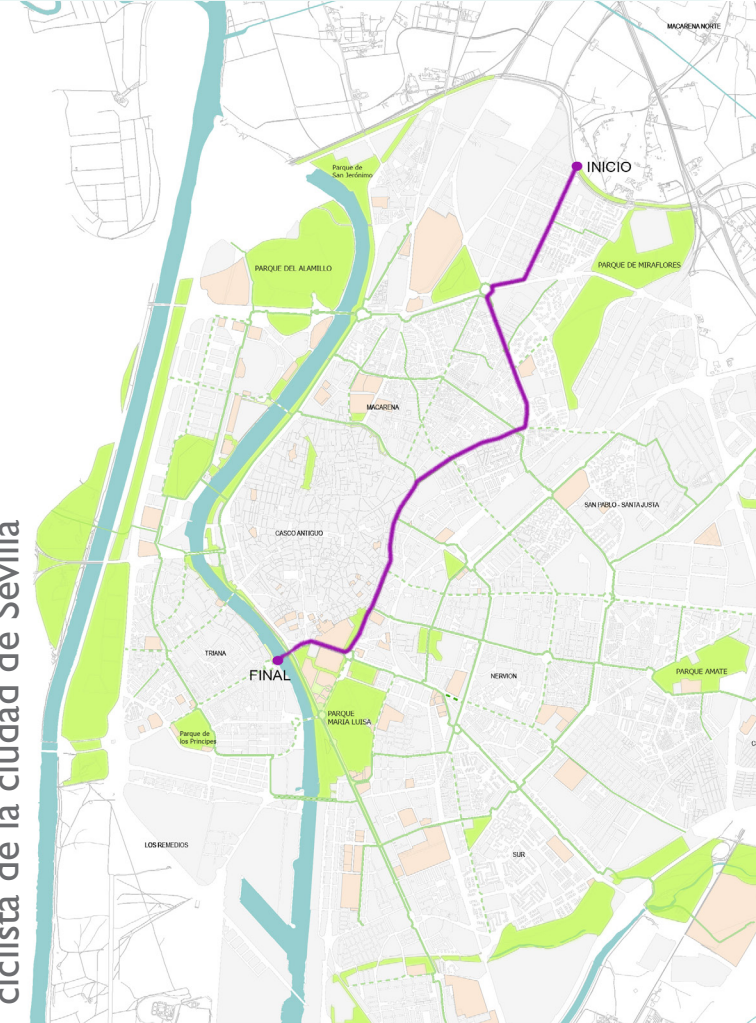 MACARENA NORTE
INICIO
Parque de
San Jerónimo
PARQUE DEL ALAMILLO
PARQUE DE MIRAFLORES
MACARENA
SAN PABLO - SANTA JUSTA
CASCO ANTIGUO
TRIANA
FINAL
NERVION
PARQUE AMATE
PARQUE
MARIA LUISA
Parque de
los Principes
LOS REMEDIOS
SUR
ciclista de la ciudad de Sevilla